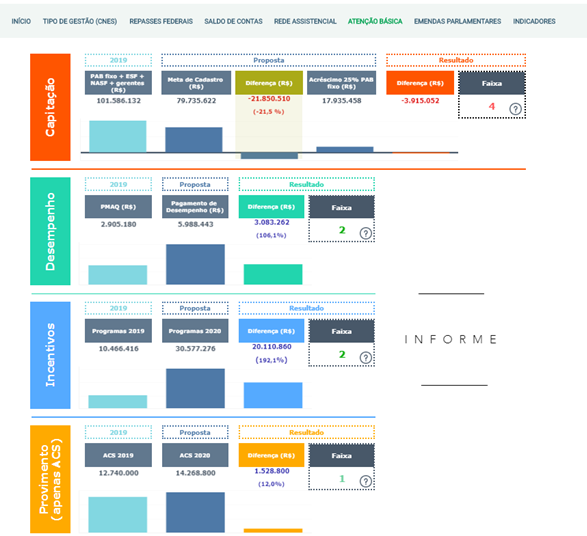 INÍCIO TIPO DE GESTÃO (CNES) REPASSES FEDERAIS SALDO DE CONTAS REDE ASSISTENCIAL ATENÇÃO BÁSICA EMENDAS PARLAMENTARES INDICADORES
Capitação
2019 Proposta Resultado
PAB fixo + ESF + NASF + gerentes (R$) Meta de Cadastro (R$) Diferença (R$) Acréscimo 25% PAB fixo (R$) Diferença (R$) Faixa
101.586.132 79.735.622 -21.850.510 17.935.458 -3.915.052 4 ?
(-21,5 %)
Desempenho
2019 Proposta Resultado
PMAQ (R$) Pagamento de Desempenho (R$) Diferença (R$) Faixa
2.905.180 5.988.443 3.083.262 2 ?
(106,1%)
Incentivos
2019 Proposta Resultado
Programas 2019 Programas 2020 Diferença (R$) Faixa
10.466.416 30.577.276 20.110.860 2 ?
(192,1%)
INFORME
Provimento
(apenas ACS)
2019 Proposta Resultado
ACS 2019 ACS 2020 Diferença (R$) Faixa
12.740.000 14.268.800 1.528.800 1 ?
(12,0%)